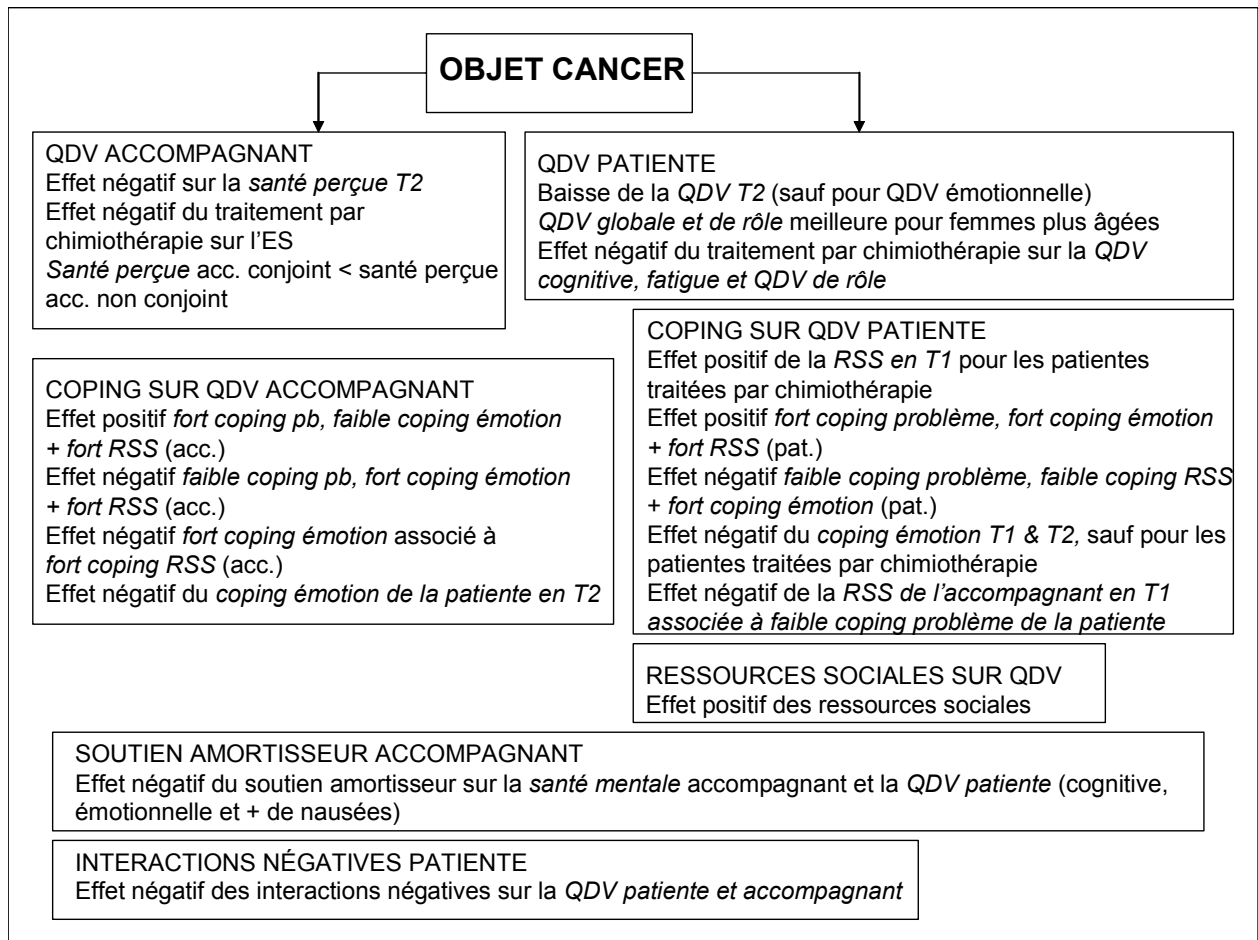 OBJET CANCER
QDV ACCOMPAGNANT
Effet négatif sur la santé perçue T2
Effet négatif du traitement par
chimiothérapie sur l’ES
Santé perçue acc. conjoint < santé perçue
acc. non conjoint
QDV PATIENTE
Baisse de la QDV T2 (sauf pour QDV émotionnelle)
QDV globale et de rôle meilleure pour femmes plus âgées
Effet négatif du traitement par chimiothérapie sur la QDV
cognitive, fatigue et QDV de rôle
COPING SUR QDV ACCOMPAGNANT
Effet positif fort coping pb, faible coping émotion
+ fort RSS (acc.)
Effet négatif faible coping pb, fort coping émotion
+ fort RSS (acc.)
Effet négatif fort coping émotion associé à
fort coping RSS (acc.)
Effet négatif du coping émotion de la patiente en T2
COPING SUR QDV PATIENTE
Effet positif de la RSS en T1 pour les patientes
traitées par chimiothérapie
Effet positif fort coping problème, fort coping émotion
+ fort RSS (pat.)
Effet négatif faible coping problème, faible coping RSS
+ fort coping émotion (pat.)
Effet négatif du coping émotion T1 & T2, sauf pour les
patientes traitées par chimiothérapie
Effet négatif de la RSS de l’accompagnant en T1
associée à faible coping problème de la patiente
RESSOURCES SOCIALES SUR QDV
Effet positif des ressources sociales
SOUTIEN AMORTISSEUR ACCOMPAGNANT
Effet négatif du soutien amortisseur sur la santé mentale accompagnant et la QDV patiente (cognitive,
émotionnelle et + de nausées)
INTERACTIONS NÉGATIVES PATIENTE
Effet négatif des interactions négatives sur la QDV patiente et accompagnant